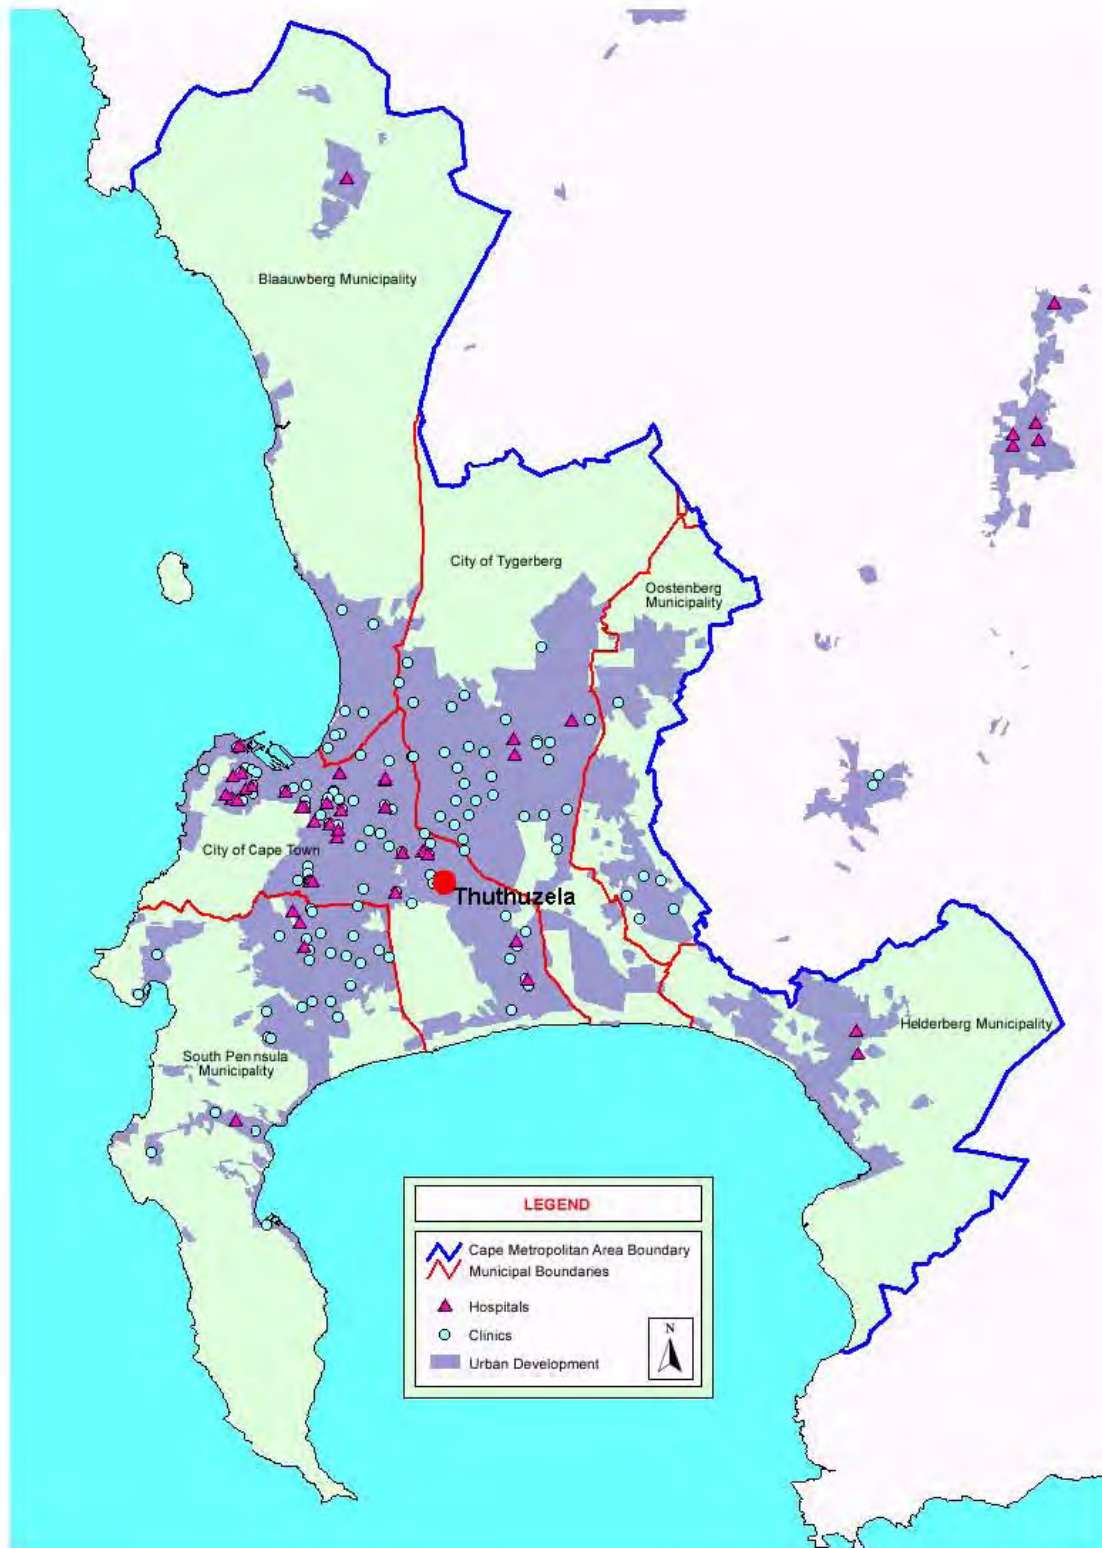 Blaauwberg Municipality
City of Tygerberg
Oostenberg
Municipality
City of Cape Town
Thuthuzela
Helderberg Municipality
South Pen nsula
Municipality
LEGEND
Cape Metropolitan Area Boundary
Municipal Boundaries
Hospitals
Clinics
Urban Development
N